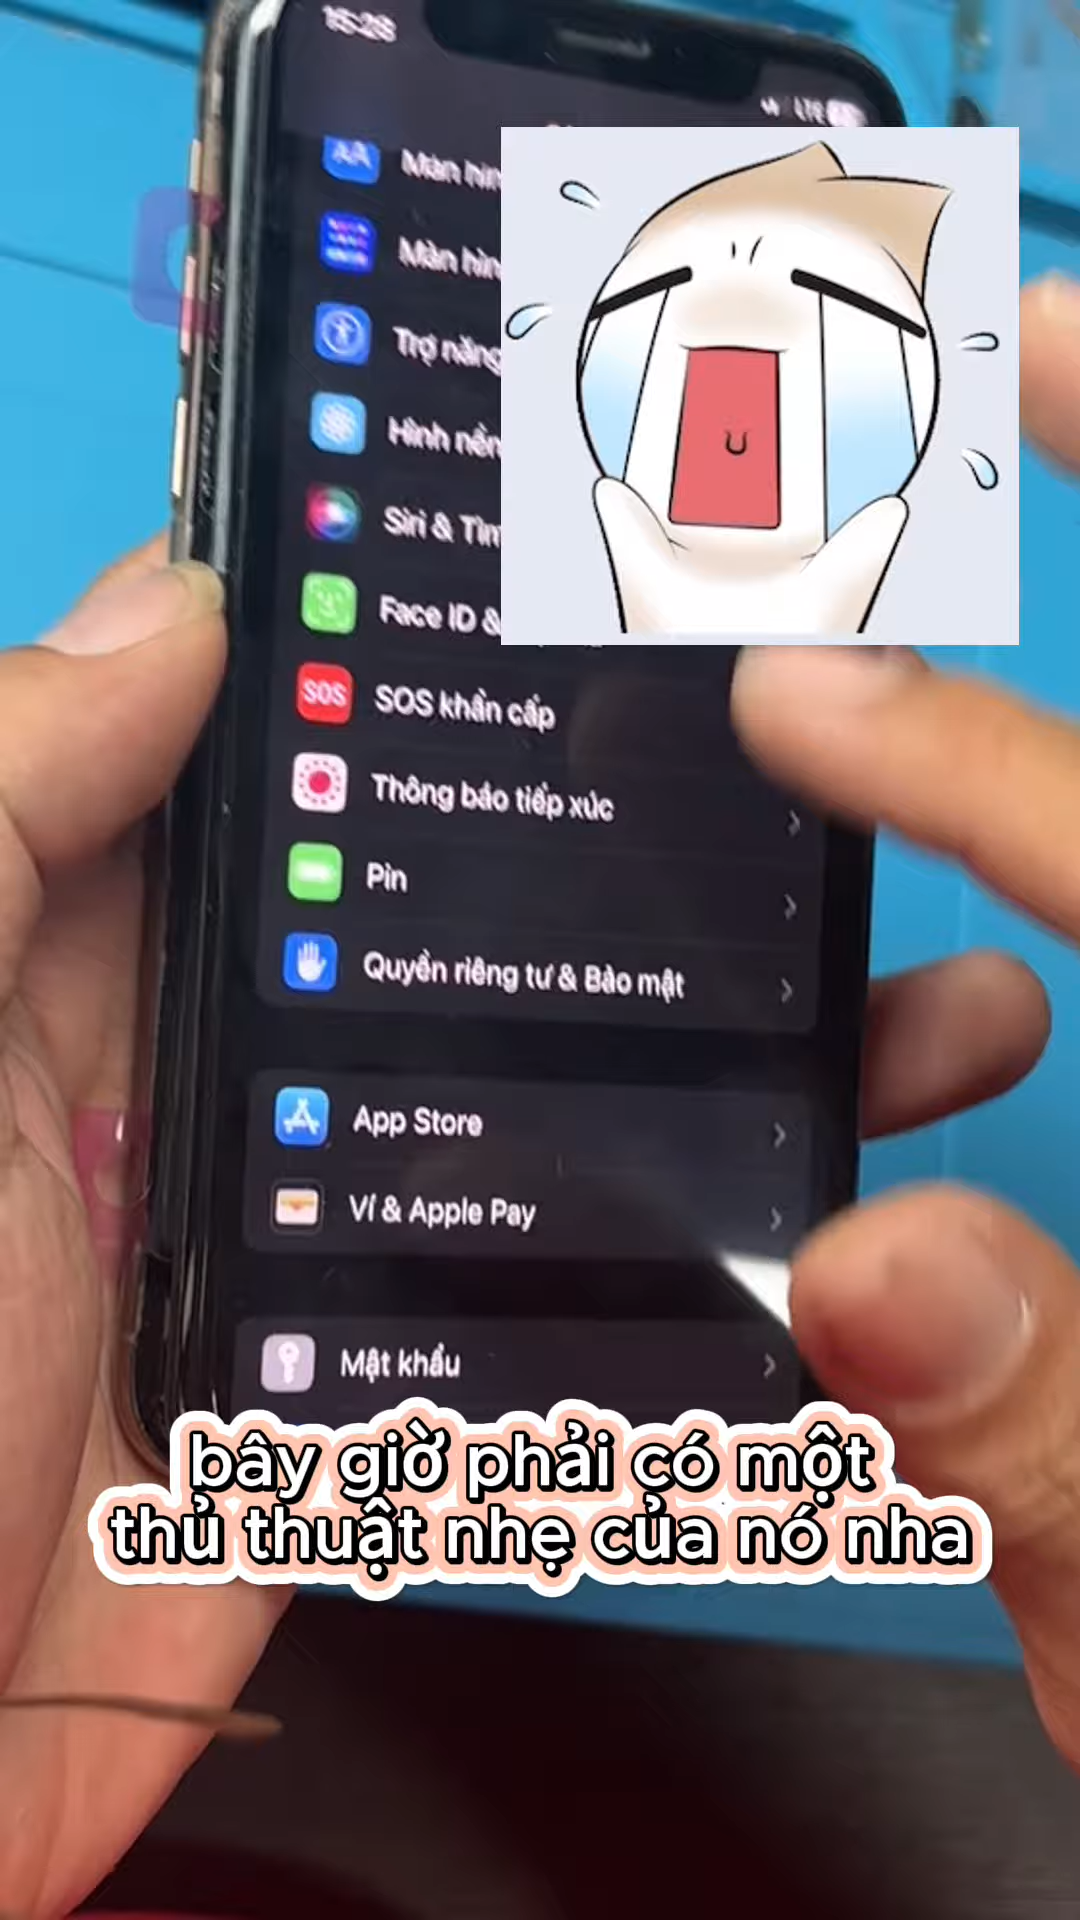 15:28
LTE
AA
Màn hìn
Màn hìn
Trợ năng
Hình nền
Siri & Tìm
Face ID &
SOS
SOS khẩn cấp
Thông báo tiếp xúc
Pin
Quyền riêng tư & Bảo mật
App Store
Ví & Apple Pay
Mật khẩu
bây giờ phải có một
thủ thuật nhẹ của nó nha